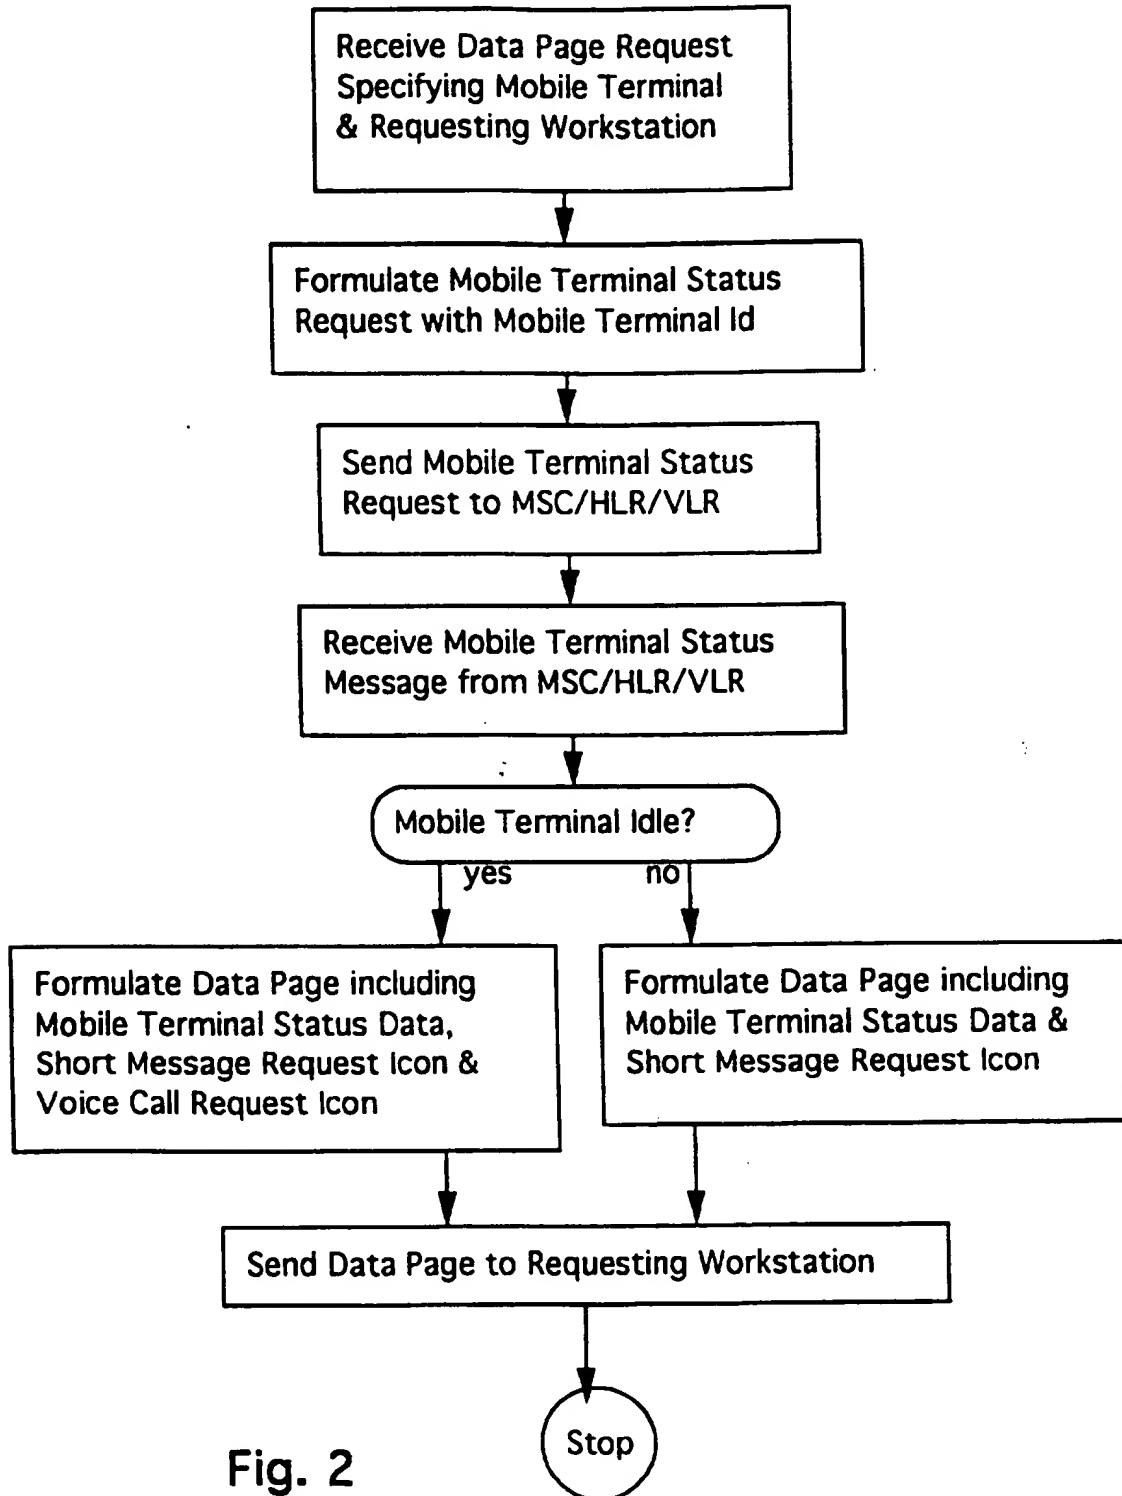 Receive Data Page Request
Specifying Mobile Terminal
& Requesting Workstation
Formulate Mobile Terminal Status
Request with Mobile Terminal Id
Send Mobile Terminal Status
Request to MSC/HLR/VLR
Receive Mobile Terminal Status
Message from MSC/HLR/VLR
Mobile Terminal Idle?
yes
no
Formulate Data Page including
Mobile Terminal Status Data,
Short Message Request Icon &
Voice Call Request Icon
Formulate Data Page including
Mobile Terminal Status Data &
Short Message Request Icon
Send Data Page to Requesting Workstation
Stop
Fig. 2